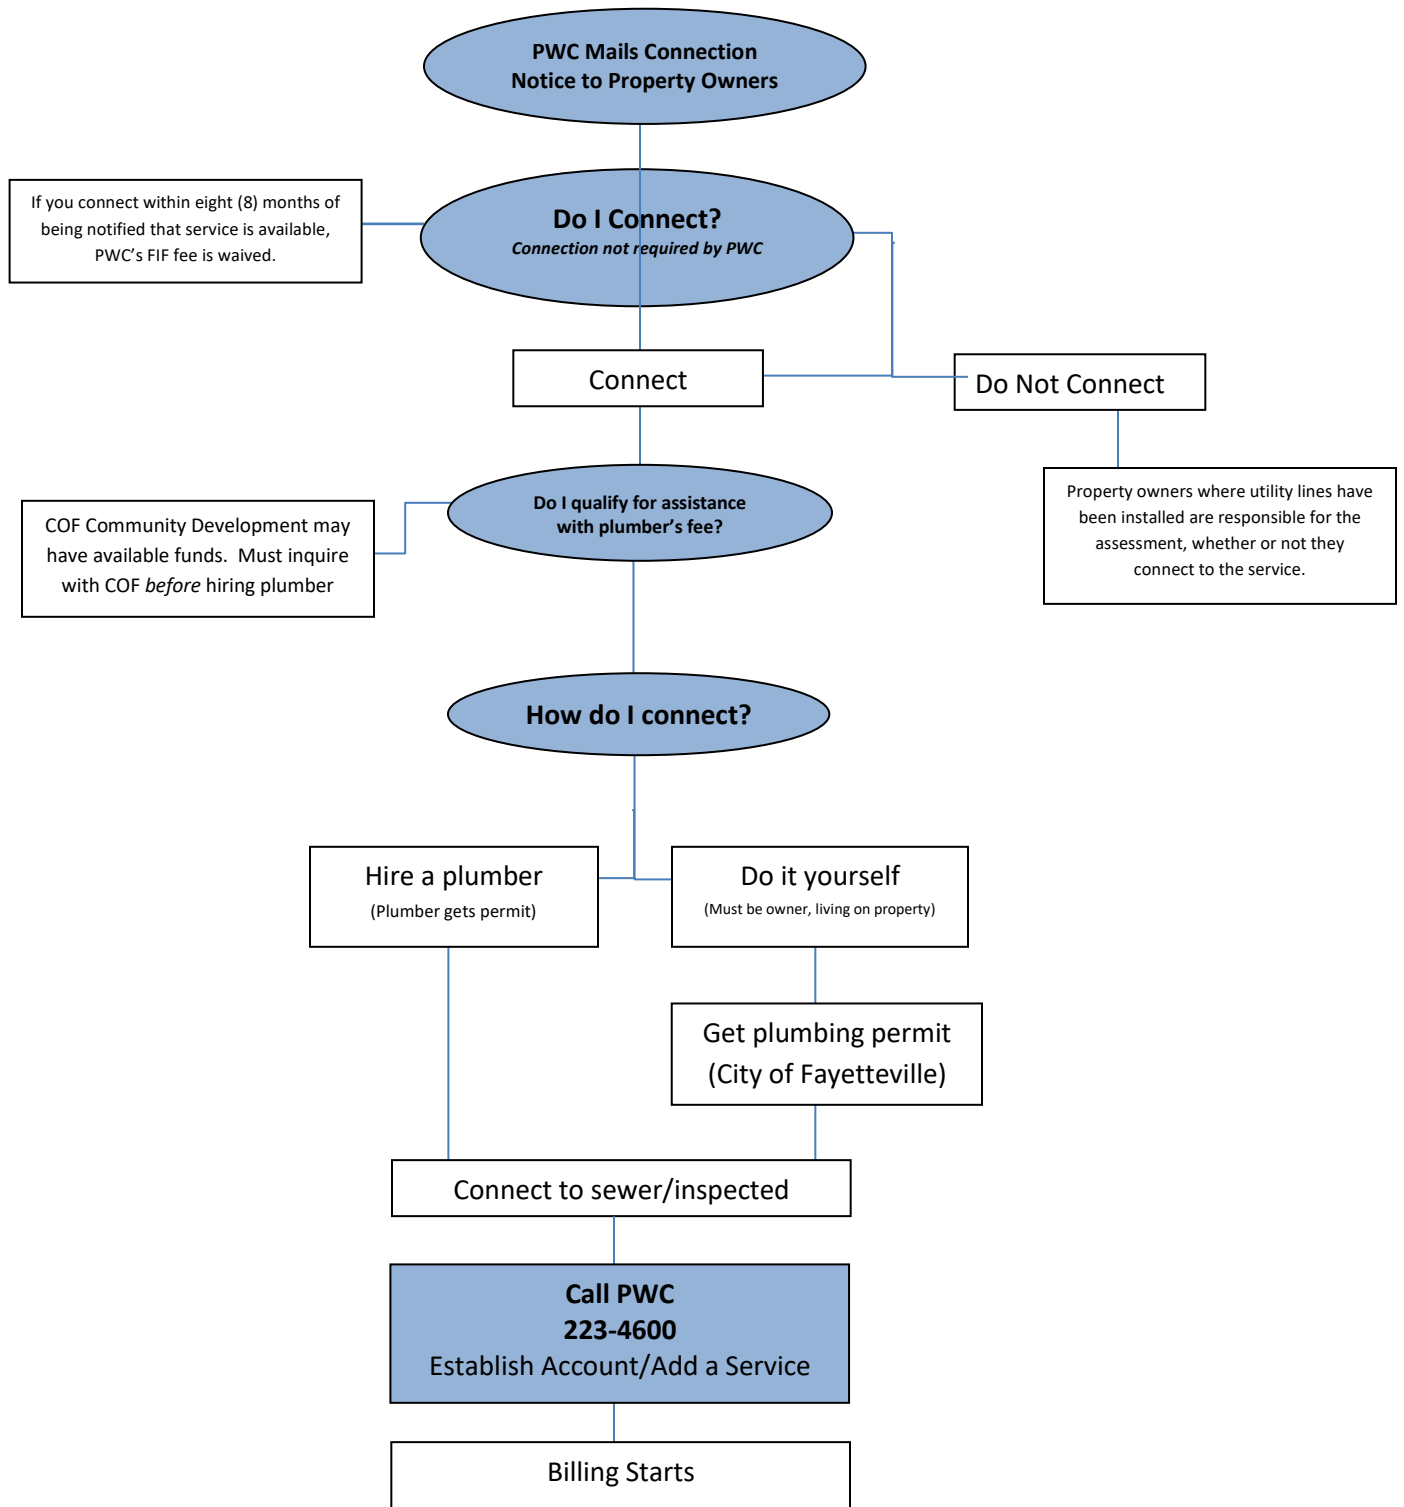 PWC Mails Connection
Notice to Property Owners
If you connect within eight (8) months of
being notified that service is available,
PWC’s FIF fee is waived.
Do I Connect?
Connection not required by PWC
Connect
Do Not Connect
Do I qualify for assistance
with plumber’s fee?
COF Community Development may
have available funds.  Must inquire
with COF before hiring plumber
Property owners where utility lines have
been installed are responsible for the
assessment, whether or not they
connect to the service.
How do I connect?
Hire a plumber
(Plumber gets permit)
Do it yourself
(Must be owner, living on property)
Get plumbing permit
(City of Fayetteville)
Connect to sewer/inspected
Call PWC
223-4600
Establish Account/Add a Service
Billing Starts